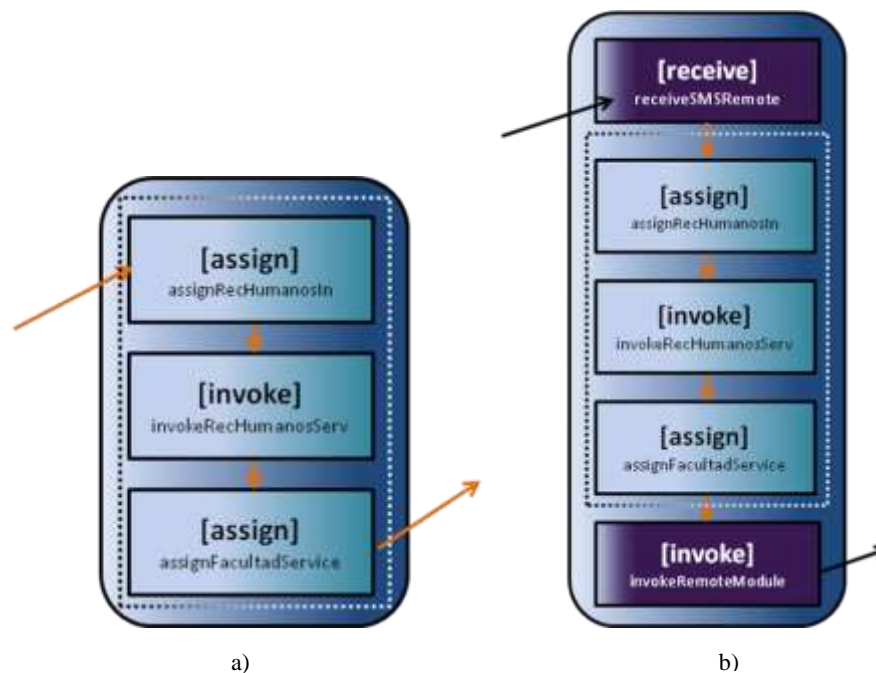 [assign]
assignRecHumanosIn
[invoke]
invokeRecHumanosServ
[assign]
assignFacultadService
a)
[receive]
receiveSMSRemote
[assign]
assignRecHumanosIn
[invoke]
invokeRecHumanosServ
[assign]
assignFacultadService
[invoke]
invokeRemoteModule
b)